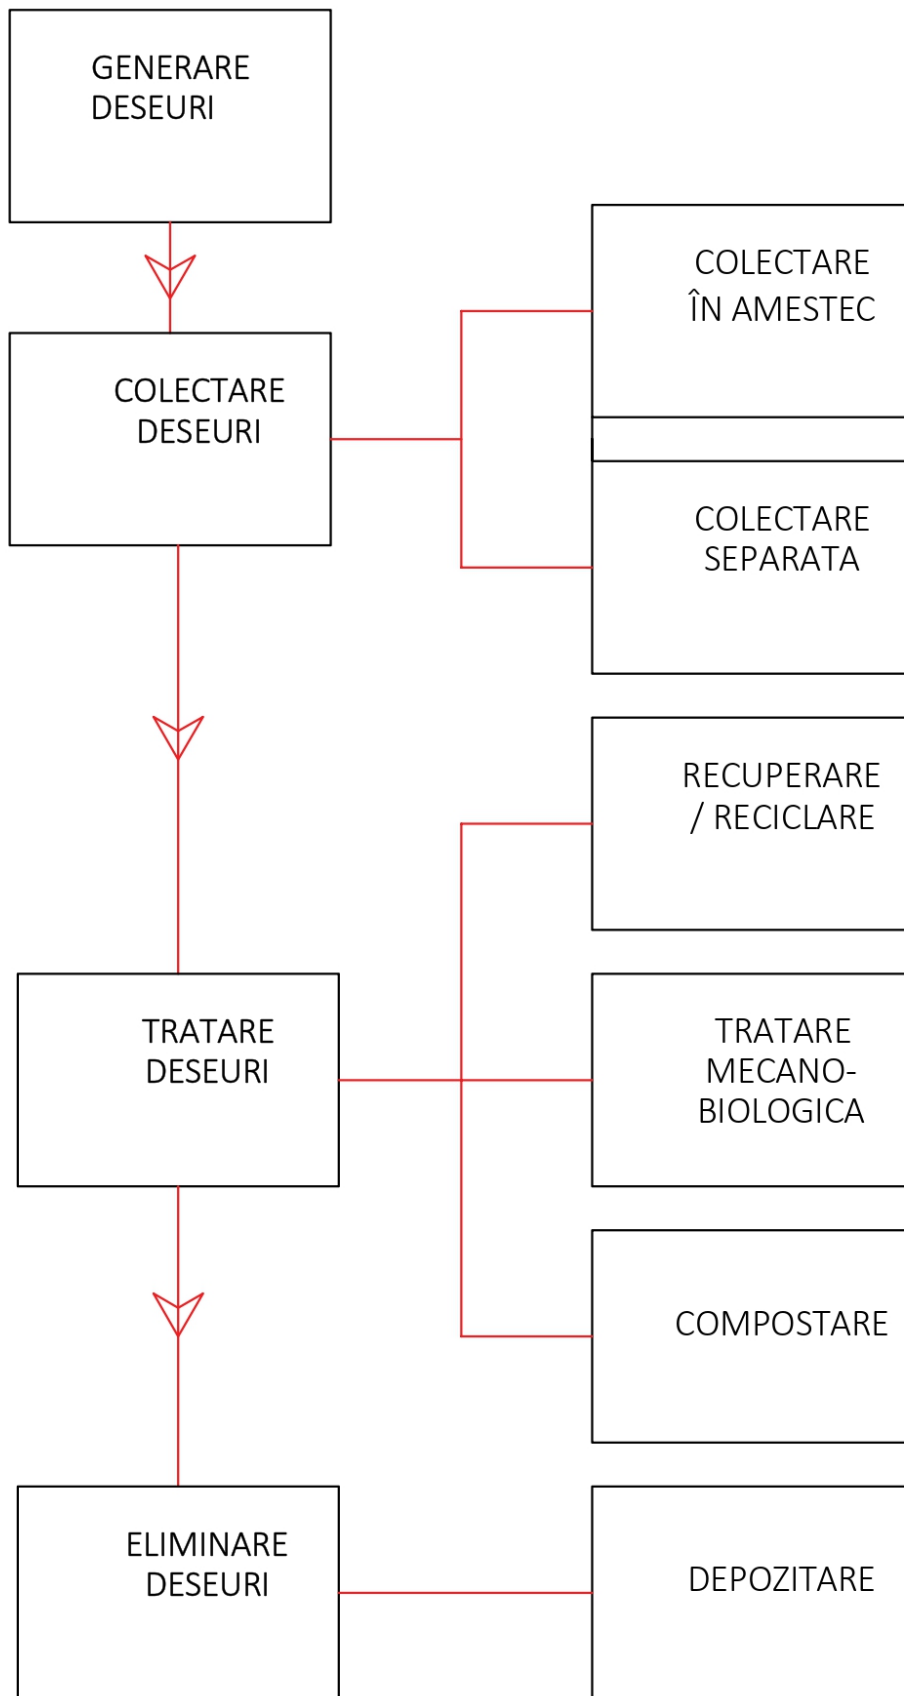 GENERARE
DESEURI
COLECTARE
ÎN AMESTEC
COLECTARE
DESEURI
COLECTARE
SEPARATA
RECUPERARE
/ RECICLARE
TRATARE
DESEURI
TRATARE
MECANO-
BIOLOGICA
COMPOSTARE
ELIMINARE
DESEURI
DEPOZITARE